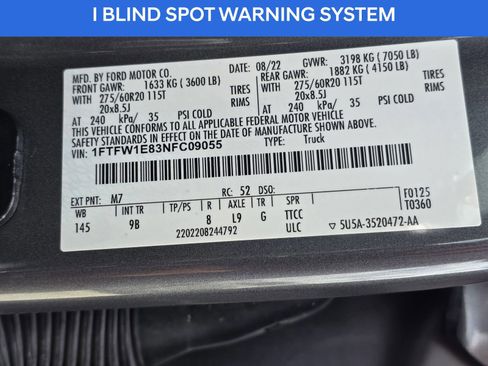 I BLIND SPOT WARNING SYSTEM
MFD. BY FORD MOTOR CO. DATE: 08/22 GVWR: 3198 KG (7050 LB)
FRONT GAWR: 1633 KG (3600 LB) REAR GAWR: 1882 KG (4150 LB)
WITH 275/60R20 115T TIRES WITH 275/60R20 115T TIRES
20x8.5J RIMS 20x8.5J RIMS
AT 240 kPa/ 35 PSI COLD AT 240 kPa/ 35 PSI COLD
THIS VEHICLE CONFORMS TO ALL APPLICABLE FEDERAL MOTOR VEHICLE
SAFETY STANDARDS IN EFFECT ON THE DATE OF MANUFACTURE SHOWN ABOVE.
VIN: 1FTFW1E83NFC09055 TYPE: Truck
EXT PNT: M7 RC: 52 DSO: F0125
WB INT TR TP/PS R AXLE TR SPR T0360
145 9B 8 L9 G TTCC
2202208244792 ULC ▽ 5U5A-3520472-AA